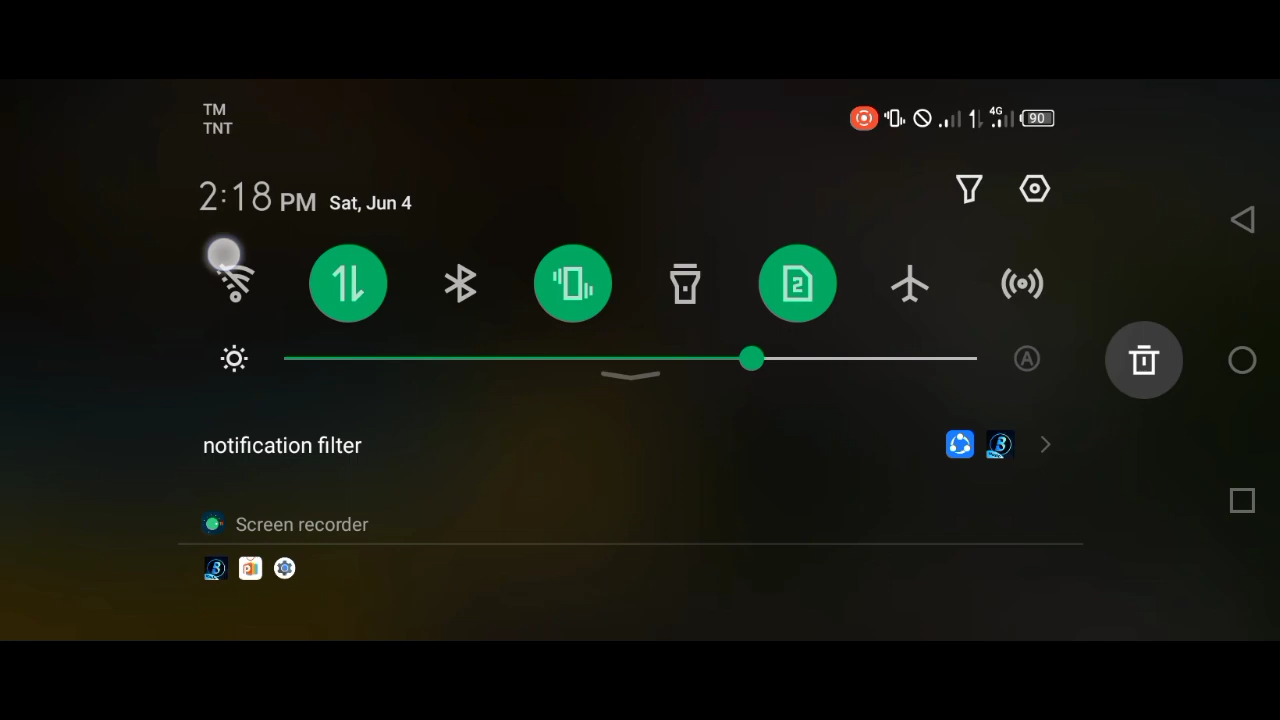 TM
TNT
4G
90
2:18 PM Sat, Jun 4
2
A
notification filter
Screen recorder